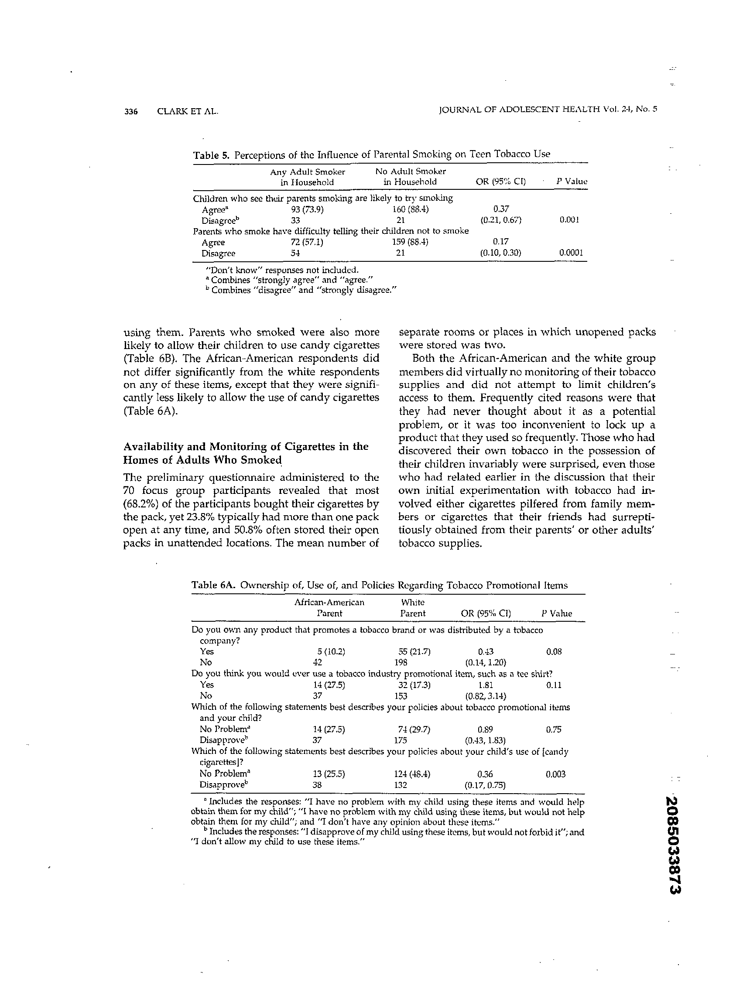 336 CLARK ET AL. JOURNAL OF ADOLESCENT HEALTH Vol. 24, No. 5
Table 5. Perceptions of the Influence of Parental Smoking on Teen Tobacco Use
Any Adult Smoker No Adult Smoker
in Household in Household OR (95% CI) P Value
Children who see their parents smoking are likely to try smoking
Agreeᵃ 93 (73.9) 160 (88.4) 0.37
Disagreeᵇ 33 21 (0.21, 0.67) 0.001
Parents who smoke have difficulty telling their children not to smoke
Agree 72 (57.1) 159 (88.4) 0.17
Disagree 54 21 (0.10, 0.30) 0.0001
"Don't know" responses not included.
ᵃ Combines "strongly agree" and "agree."
ᵇ Combines "disagree" and "strongly disagree."
using them. Parents who smoked were also more
likely to allow their children to use candy cigarettes
(Table 6B). The African-American respondents did
not differ significantly from the white respondents
on any of these items, except that they were signifi-
cantly less likely to allow the use of candy cigarettes
(Table 6A).
Availability and Monitoring of Cigarettes in the
Homes of Adults Who Smoked
The preliminary questionnaire administered to the
70 focus group participants revealed that most
(68.2%) of the participants bought their cigarettes by
the pack, yet 23.8% typically had more than one pack
open at any time, and 50.8% often stored their open
packs in unattended locations. The mean number of
separate rooms or places in which unopened packs
were stored was two.
Both the African-American and the white group
members did virtually no monitoring of their tobacco
supplies and did not attempt to limit children's
access to them. Frequently cited reasons were that
they had never thought about it as a potential
problem, or it was too inconvenient to lock up a
product that they used so frequently. Those who had
discovered their own tobacco in the possession of
their children invariably were surprised, even those
who had related earlier in the discussion that their
own initial experimentation with tobacco had in-
volved either cigarettes pilfered from family mem-
bers or cigarettes that their friends had surrepti-
tiously obtained from their parents' or other adults'
tobacco supplies.
Table 6A. Ownership of, Use of, and Policies Regarding Tobacco Promotional Items
African-American White
Parent Parent OR (95% CI) P Value
Do you own any product that promotes a tobacco brand or was distributed by a tobacco
company?
Yes 5 (10.2) 55 (21.7) 0.43 0.08
No 42 198 (0.14, 1.20)
Do you think you would ever use a tobacco industry promotional item, such as a tee shirt?
Yes 14 (27.5) 32 (17.3) 1.81 0.11
No 37 153 (0.82, 3.14)
Which of the following statements best describes your policies about tobacco promotional items
and your child?
No Problemᵃ 14 (27.5) 74 (29.7) 0.89 0.75
Disapproveᵇ 37 175 (0.43, 1.83)
Which of the following statements best describes your policies about your child's use of [candy
cigarettes]?
No Problemᵃ 13 (25.5) 124 (48.4) 0.36 0.003
Disapproveᵇ 38 132 (0.17, 0.75)
ᵃ Includes the responses: "I have no problem with my child using these items and would help
obtain them for my child"; "I have no problem with my child using these items, but would not help
obtain them for my child"; and "I don't have any opinion about these items."
ᵇ Includes the responses: "I disapprove of my child using these items, but would not forbid it"; and
"I don't allow my child to use these items."
2085033873